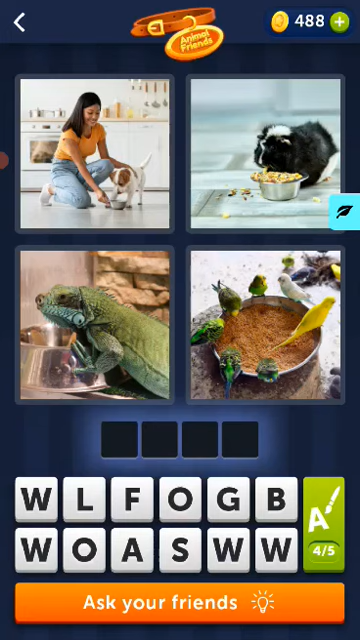 488
Animal
Friends
W L F O G B
W O A S W W
A
4/5
Ask your friends